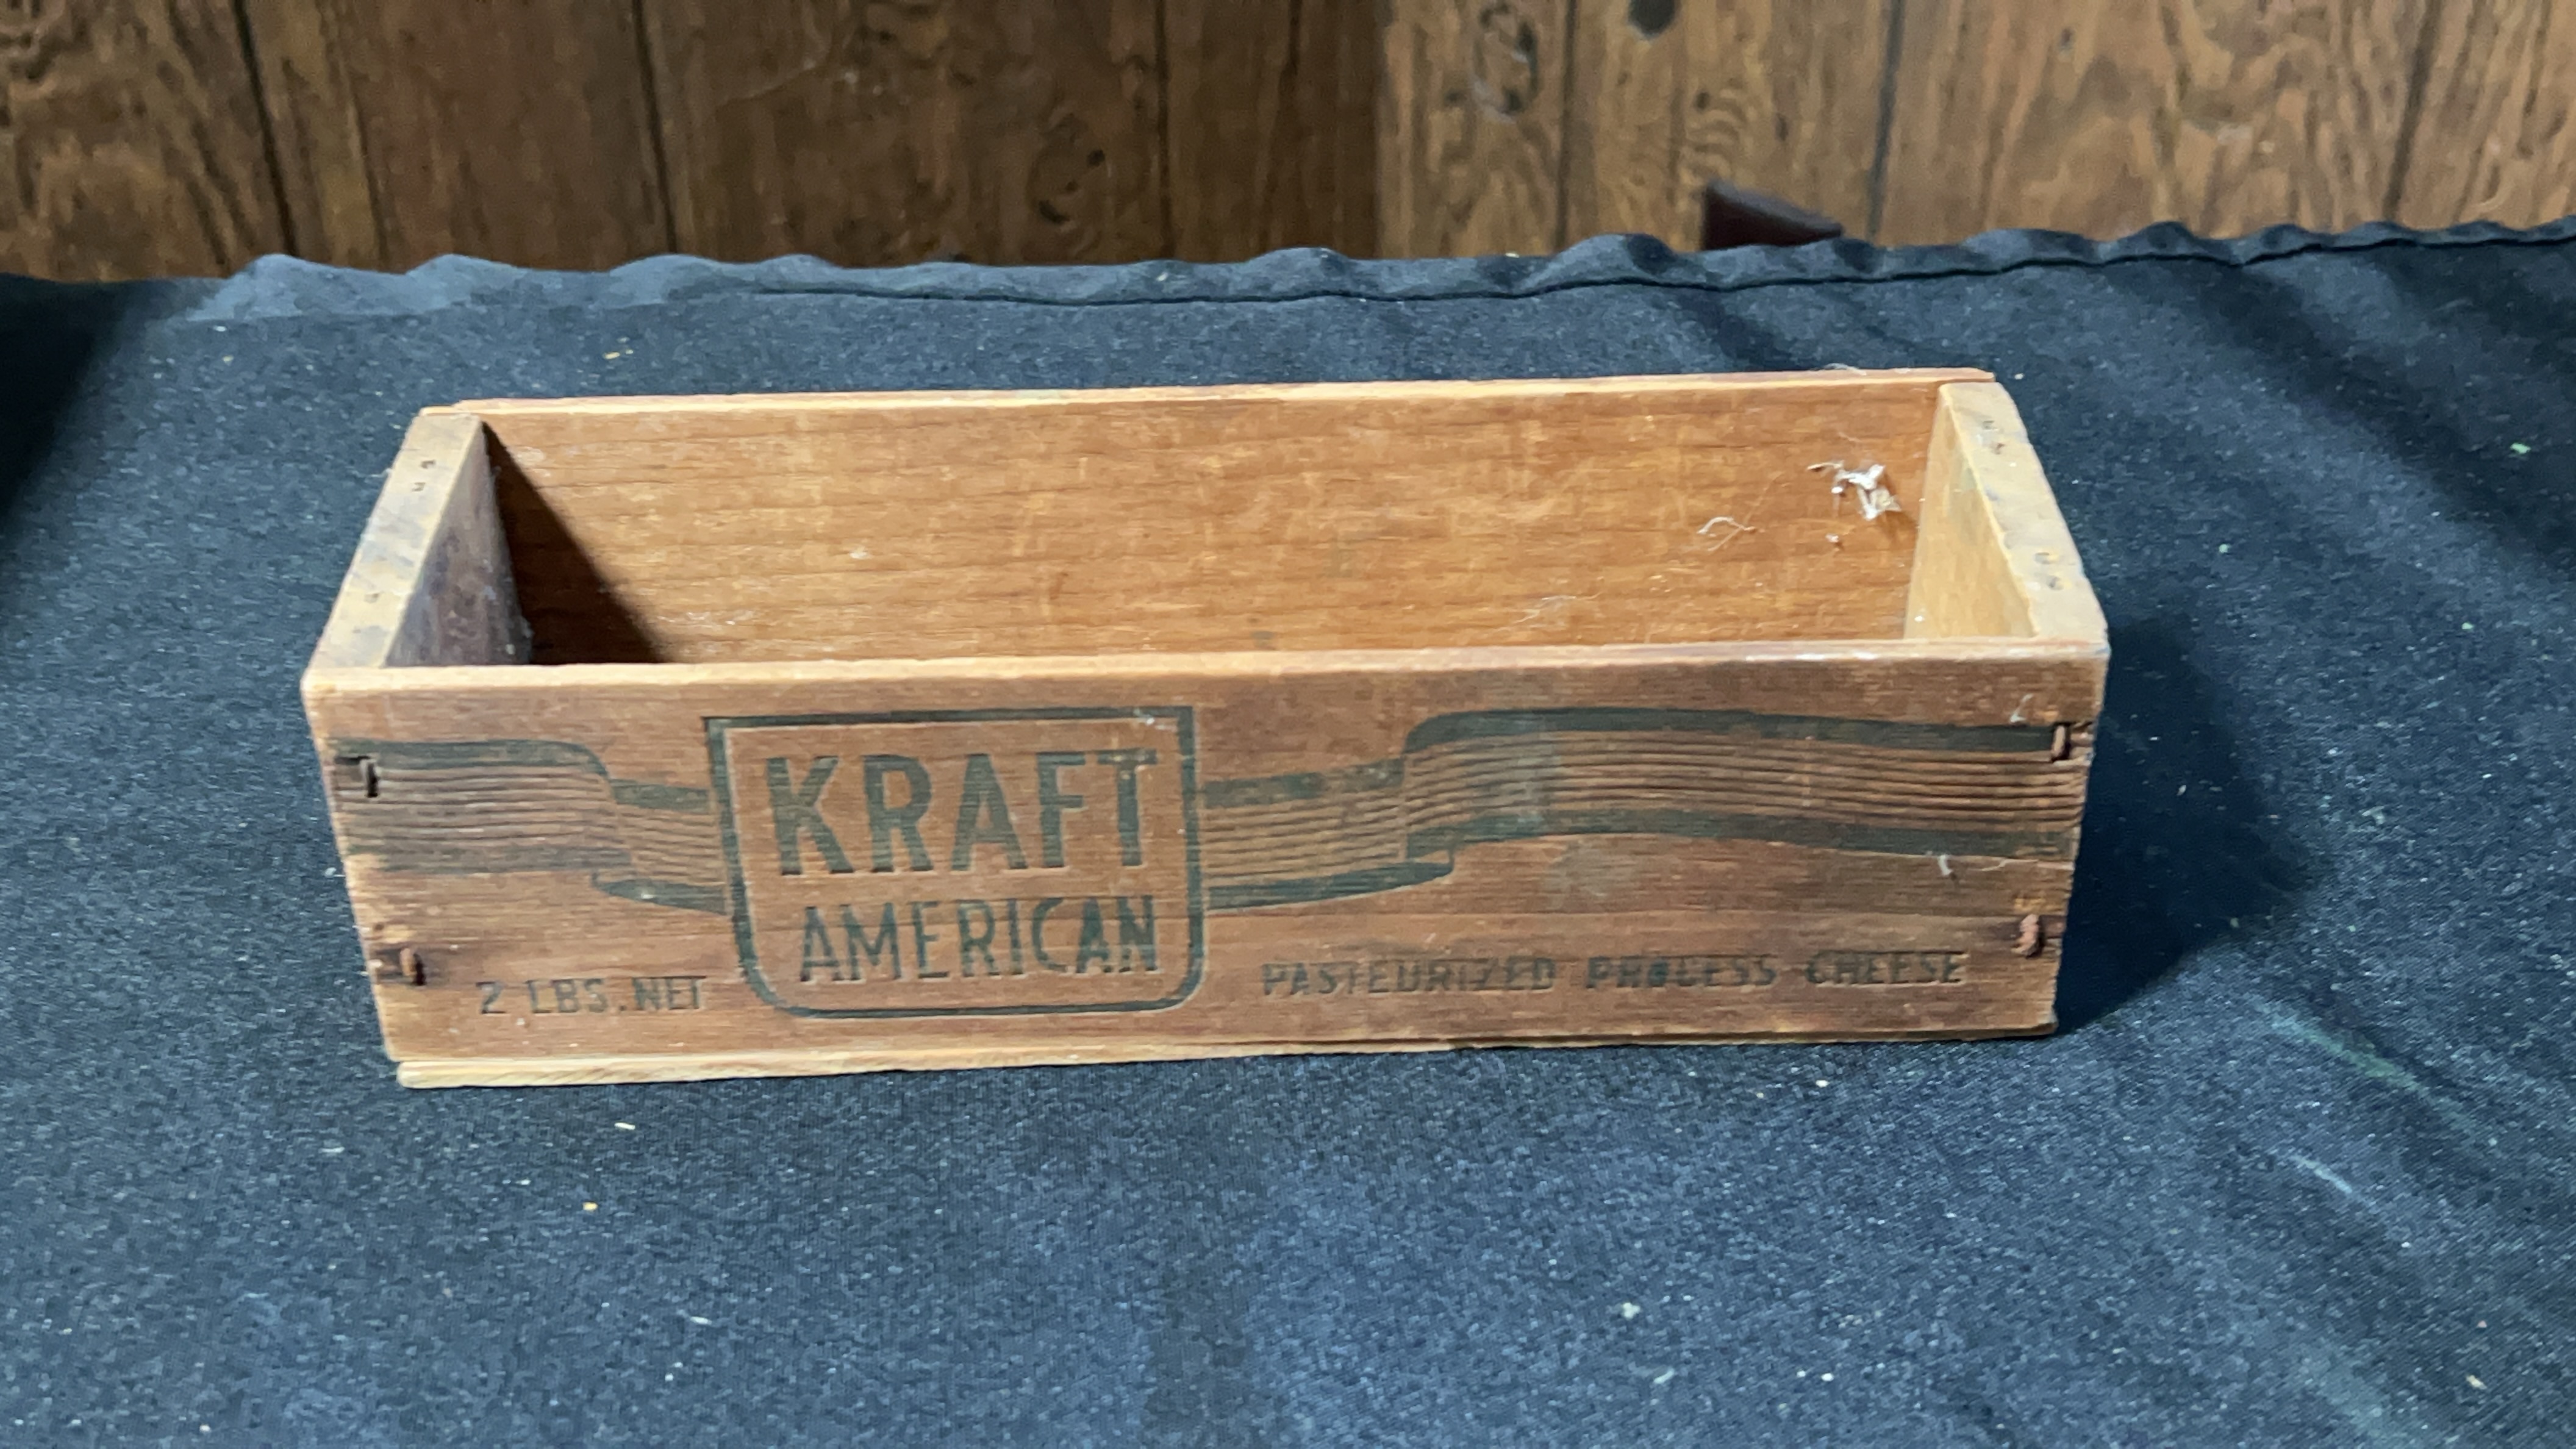 KRAFT
AMERICAN
2 LBS. NET
PASTEURIZED PROCESS CHEESE